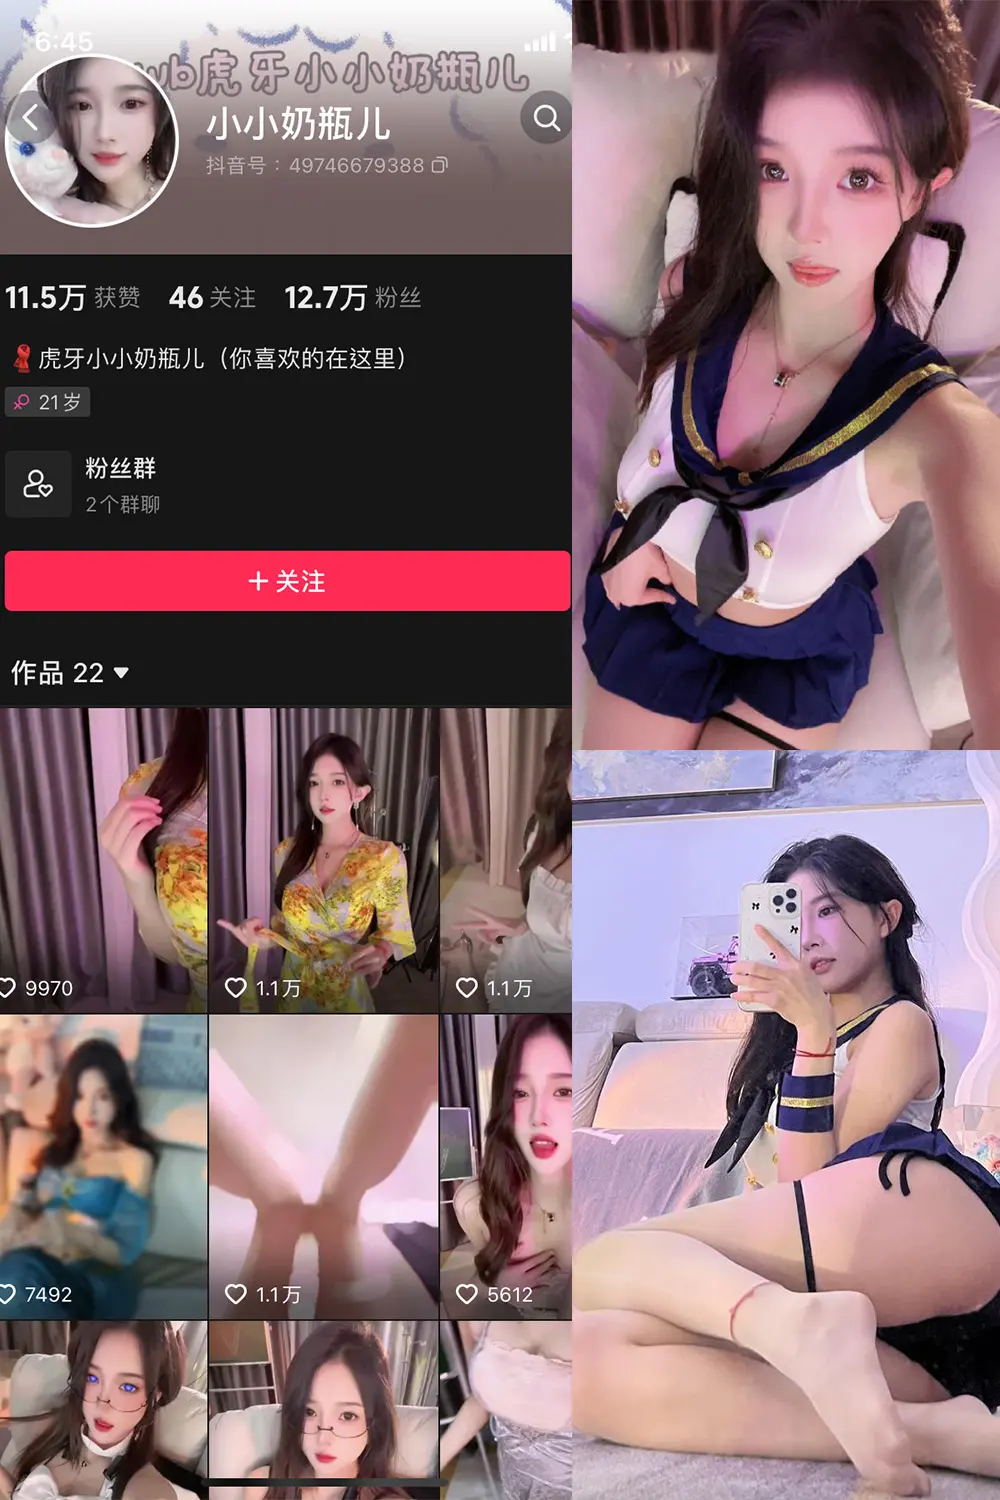 6:45
wb虎牙小小奶瓶儿
小小奶瓶儿
抖音号：49746679388
11.5万 获赞 46 关注 12.7万 粉丝
虎牙小小奶瓶儿（你喜欢的在这里）
21岁
粉丝群
2个群聊
+ 关注
作品 22
9970
1.1万
1.1万
7492
1.1万
5612